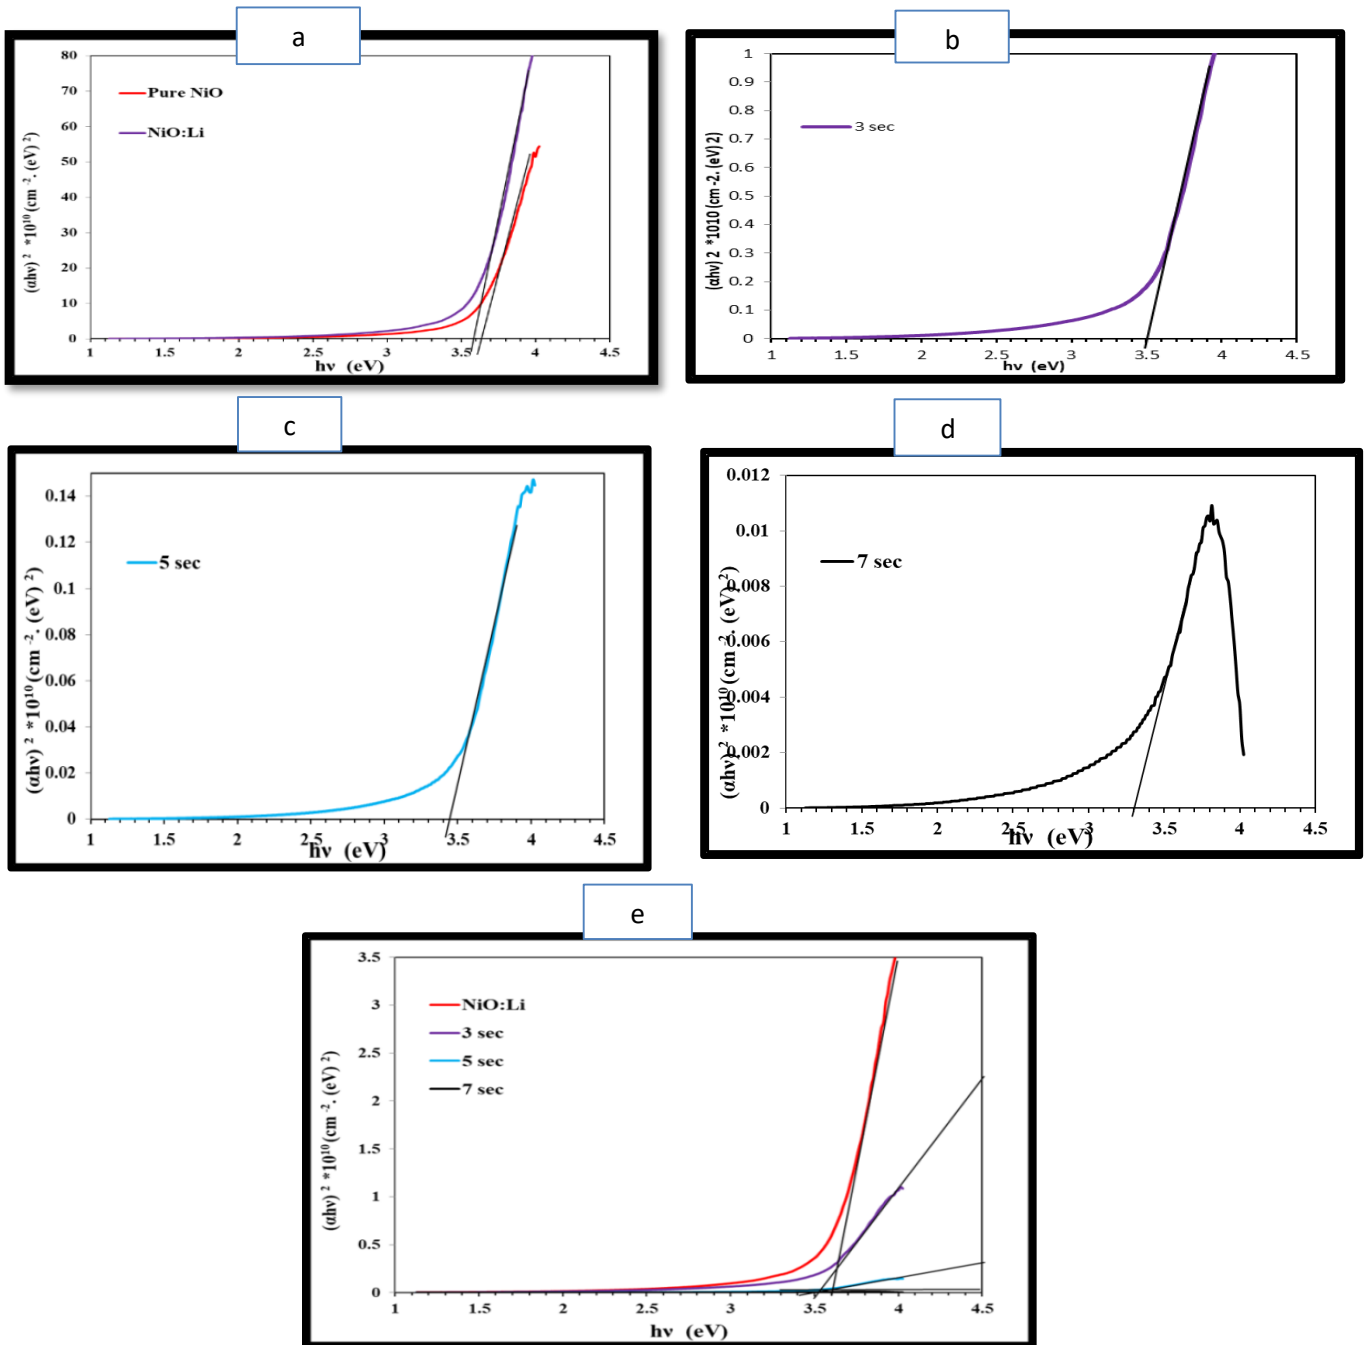 a
80
70
60
50
40
30
20
10
0
Pure NiO
NiO:Li
(αhν) ² *10¹⁰ (cm ⁻². (eV) ²)
1 2 2.5 3 3.5 4 4.5
hν (eV)
b
1
0.9
0.8
0.7
0.6
0.5
0.4
0.3
0.2
0.1
0
3 sec
(αhν) 2 *1010 (cm -2. (eV) 2)
1 1.5 2 2.5 3 3.5 4 4.5
hν (eV)
c
0.14
0.12
0.1
0.08
0.06
0.04
0.02
0
5 sec
(αhν) ² *10¹⁰ (cm ⁻². (eV) ²)
1 1.5 2 2.5 3 3.5 4 4.5
hν (eV)
d
0.012
0.01
0.008
0.006
0.004
0.002
0
7 sec
(αhν) ² *10¹⁰ (cm ⁻². (eV) ²)
1 1.5 2 2.5 3 3.5 4 4.5
hν (eV)
e
3.5
3
2.5
2
1.5
1
0.5
0
NiO:Li
3 sec
5 sec
7 sec
(αhν) ² *10¹⁰ (cm ⁻². (eV) ²)
1 1.5 2 2.5 3 3.5 4 4.5
hν (eV)